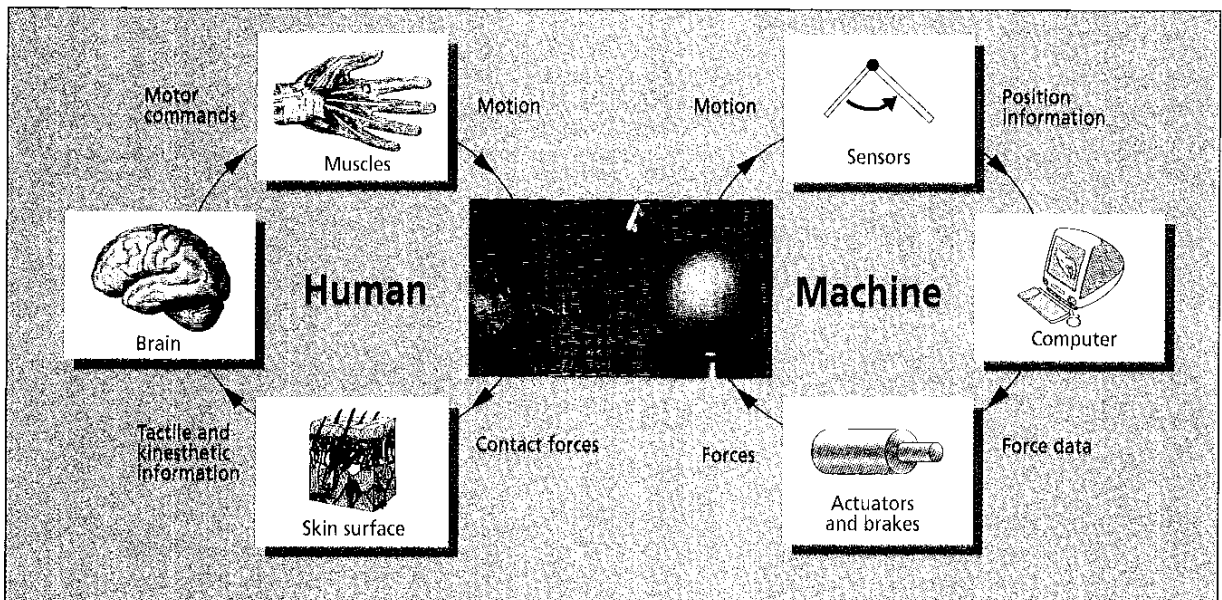 Motor
commands
Muscles
Motion
Motion
Sensors
Position
information
Brain
Human
Machine
Computer
Tactile and
kinesthetic
information
Skin surface
Contact forces
Forces
Actuators
and brakes
Force data